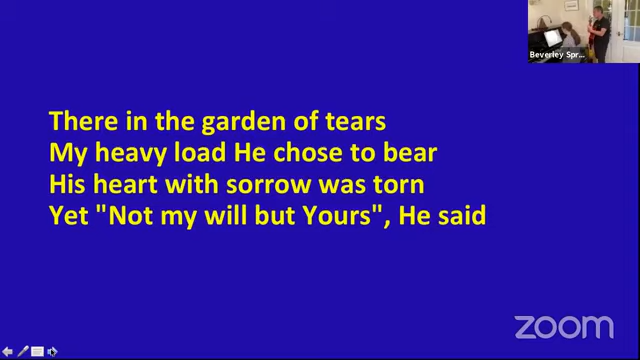 Beverley Spr...
There in the garden of tears
My heavy load He chose to bear
His heart with sorrow was torn
Yet "Not my will but Yours", He said
zoom